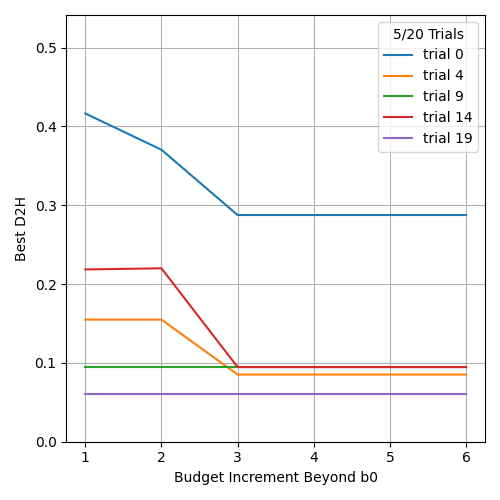 5/20 Trials
trial 0
trial 4
trial 9
trial 14
trial 19
0.5
0.4
0.3
0.2
0.1
0.0
Best D2H
1 2 3 4 5 6
Budget Increment Beyond b0